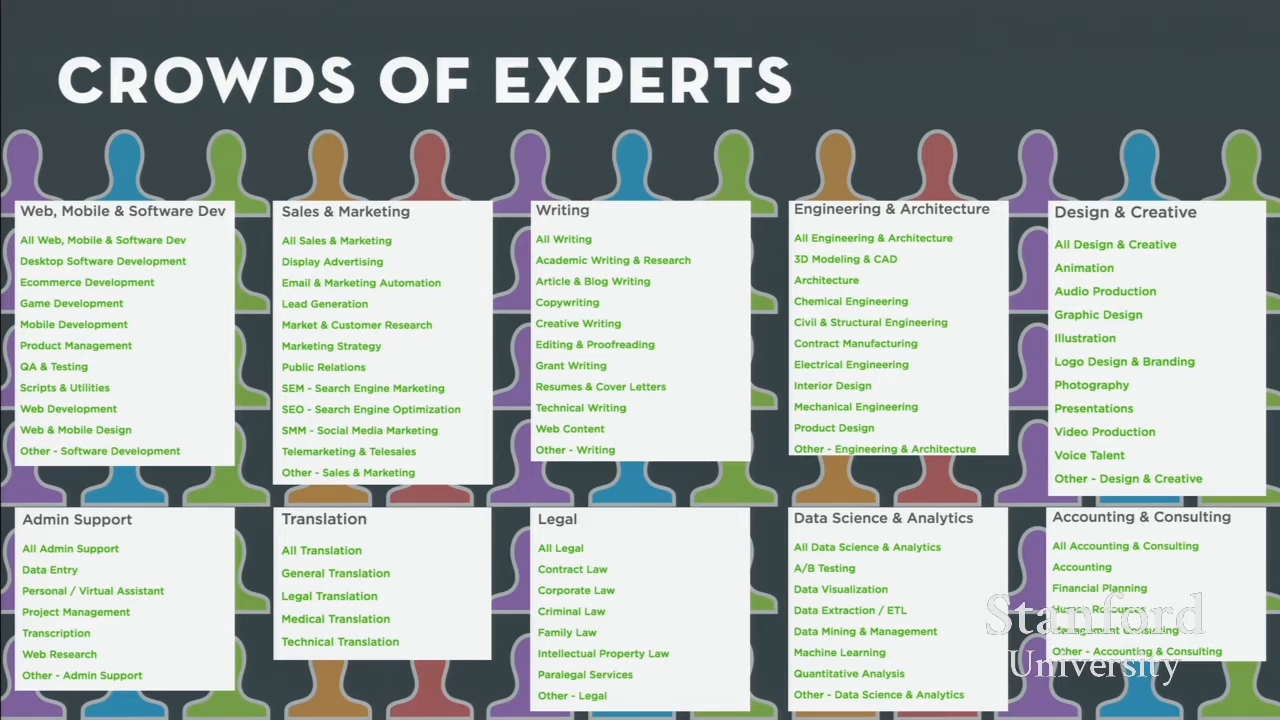 CROWDS OF EXPERTS
Web, Mobile & Software Dev
All Web, Mobile & Software Dev
Desktop Software Development
Ecommerce Development
Game Development
Mobile Development
Product Management
QA & Testing
Scripts & Utilities
Web Development
Web & Mobile Design
Other - Software Development
Sales & Marketing
All Sales & Marketing
Display Advertising
Email & Marketing Automation
Lead Generation
Market & Customer Research
Marketing Strategy
Public Relations
SEM - Search Engine Marketing
SEO - Search Engine Optimization
SMM - Social Media Marketing
Telemarketing & Telesales
Other - Sales & Marketing
Writing
All Writing
Academic Writing & Research
Article & Blog Writing
Copywriting
Creative Writing
Editing & Proofreading
Grant Writing
Resumes & Cover Letters
Technical Writing
Web Content
Other - Writing
Engineering & Architecture
All Engineering & Architecture
3D Modeling & CAD
Architecture
Chemical Engineering
Civil & Structural Engineering
Contract Manufacturing
Electrical Engineering
Interior Design
Mechanical Engineering
Product Design
Other - Engineering & Architecture
Design & Creative
All Design & Creative
Animation
Audio Production
Graphic Design
Illustration
Logo Design & Branding
Photography
Presentations
Video Production
Voice Talent
Other - Design & Creative
Admin Support
All Admin Support
Data Entry
Personal / Virtual Assistant
Project Management
Transcription
Web Research
Other - Admin Support
Translation
All Translation
General Translation
Legal Translation
Medical Translation
Technical Translation
Legal
All Legal
Contract Law
Corporate Law
Criminal Law
Family Law
Intellectual Property Law
Paralegal Services
Other - Legal
Data Science & Analytics
All Data Science & Analytics
A/B Testing
Data Visualization
Data Extraction / ETL
Data Mining & Management
Machine Learning
Quantitative Analysis
Other - Data Science & Analytics
Accounting & Consulting
All Accounting & Consulting
Accounting
Financial Planning
Human Resources
Management Consulting
Other - Accounting & Consulting
Stanford
University